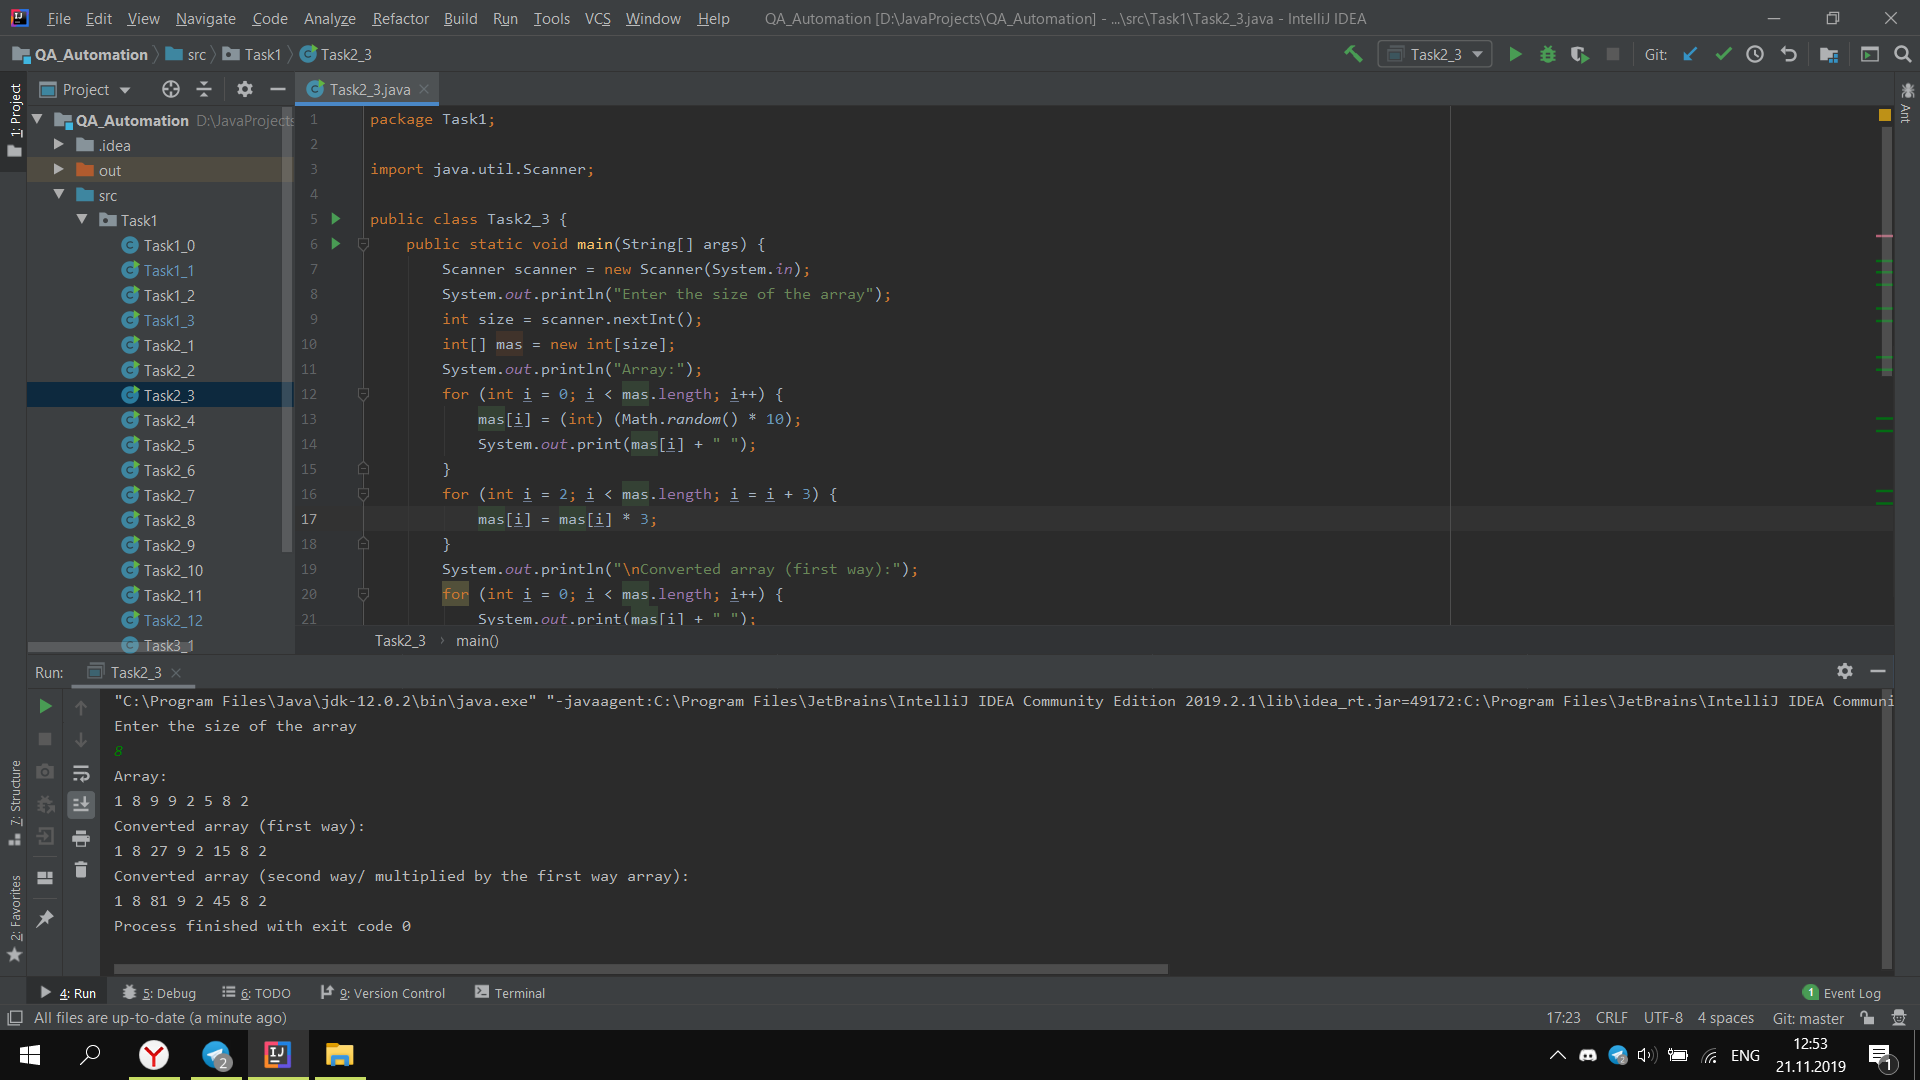 File Edit View Navigate Code Analyze Refactor Build Run Tools VCS Window Help QA_Automation [D:\JavaProjects\QA_Automation] - ...\src\Task1\Task2_3.java - IntelliJ IDEA
QA_Automation src Task1 Task2_3 Task2_3 Git:
1: Project
Project
QA_Automation D:\JavaProjects
.idea
out
src
Task1
Task1_0
Task1_1
Task1_2
Task1_3
Task2_1
Task2_2
Task2_3
Task2_4
Task2_5
Task2_6
Task2_7
Task2_8
Task2_9
Task2_10
Task2_11
Task2_12
Task3_1
Task2_3.java
Ant
1 package Task1;
2
3 import java.util.Scanner;
4
5 public class Task2_3 {
6 public static void main(String[] args) {
7 Scanner scanner = new Scanner(System.in);
8 System.out.println("Enter the size of the array");
9 int size = scanner.nextInt();
10 int[] mas = new int[size];
11 System.out.println("Array:");
12 for (int i = 0; i < mas.length; i++) {
13 mas[i] = (int) (Math.random() * 10);
14 System.out.print(mas[i] + " ");
15 }
16 for (int i = 2; i < mas.length; i = i + 3) {
17 mas[i] = mas[i] * 3;
18 }
19 System.out.println("\nConverted array (first way):");
20 for (int i = 0; i < mas.length; i++) {
21 System.out.print(mas[i] + " ");
Task2_3 › main()
Run: Task2_3
"C:\Program Files\Java\jdk-12.0.2\bin\java.exe" "-javaagent:C:\Program Files\JetBrains\IntelliJ IDEA Community Edition 2019.2.1\lib\idea_rt.jar=49172:C:\Program Files\JetBrains\IntelliJ IDEA Communi
Enter the size of the array
8
Array:
1 8 9 9 2 5 8 2
Converted array (first way):
1 8 27 9 2 15 8 2
Converted array (second way/ multiplied by the first way array):
1 8 81 9 2 45 8 2
Process finished with exit code 0
7: Structure
2: Favorites
4: Run 5: Debug 6: TODO 9: Version Control Terminal 1 Event Log
All files are up-to-date (a minute ago) 17:23 CRLF UTF-8 4 spaces Git: master
2 ENG 12:53
21.11.2019 1